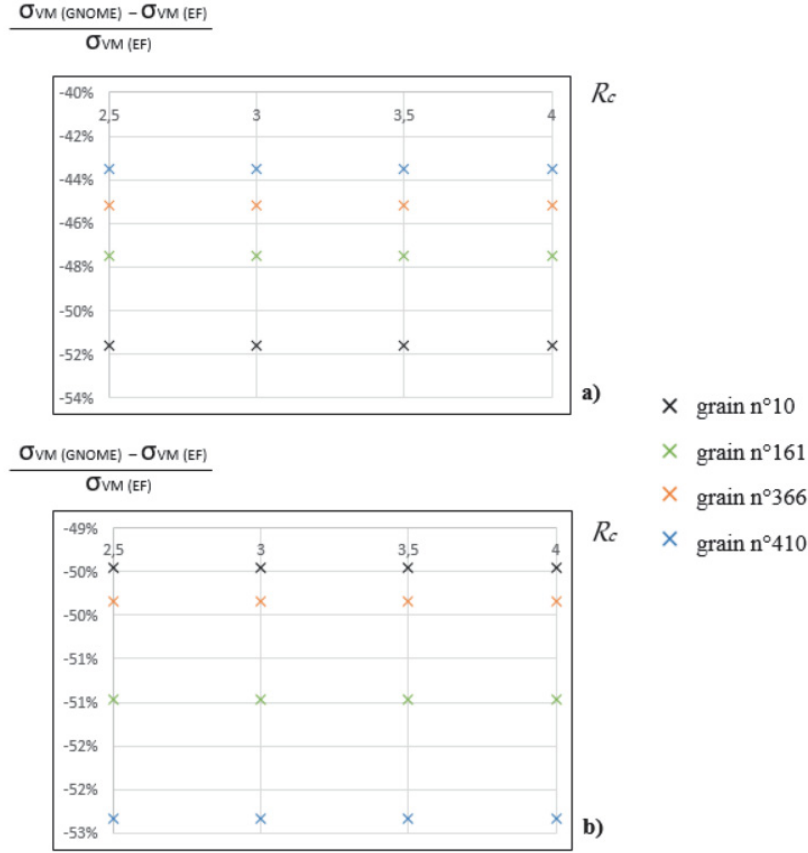 σVM (GNOME) – σVM (EF)
σVM (EF)
-40%
2,5 3 3,5 4
Rc
-42%
-44%
-46%
-48%
-50%
-52%
-54%
a)
grain n°10
grain n°161
grain n°366
grain n°410
σVM (GNOME) – σVM (EF)
σVM (EF)
-49%
2,5 3 3,5 4
Rc
-50%
-50%
-51%
-51%
-52%
-52%
-53%
b)